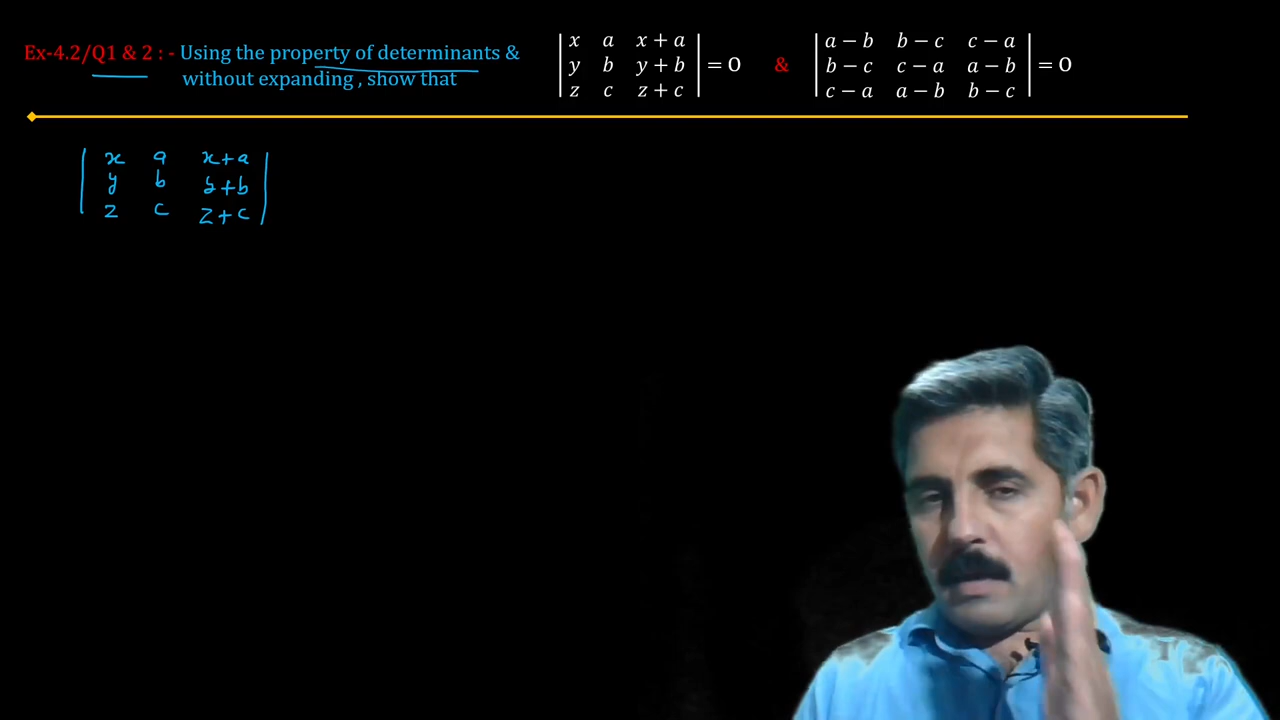 Ex-4.2/Q1 & 2 : - Using the property of determinants &
without expanding , show that
| x a x + a |
| y b y + b | = 0
| z c z + c |
&
| a − b b − c c − a |
| b − c c − a a − b | = 0
| c − a a − b b − c |
| x a x+a |
| y b y+b |
| z c z+c |